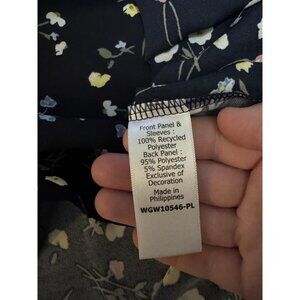 Front Panel &
Sleeves :
100% Recycled
Polyester
Back Panel :
95% Polyester
5% Spandex
Exclusive of
Decoration
Made in
Philippines
WGW10546-PL